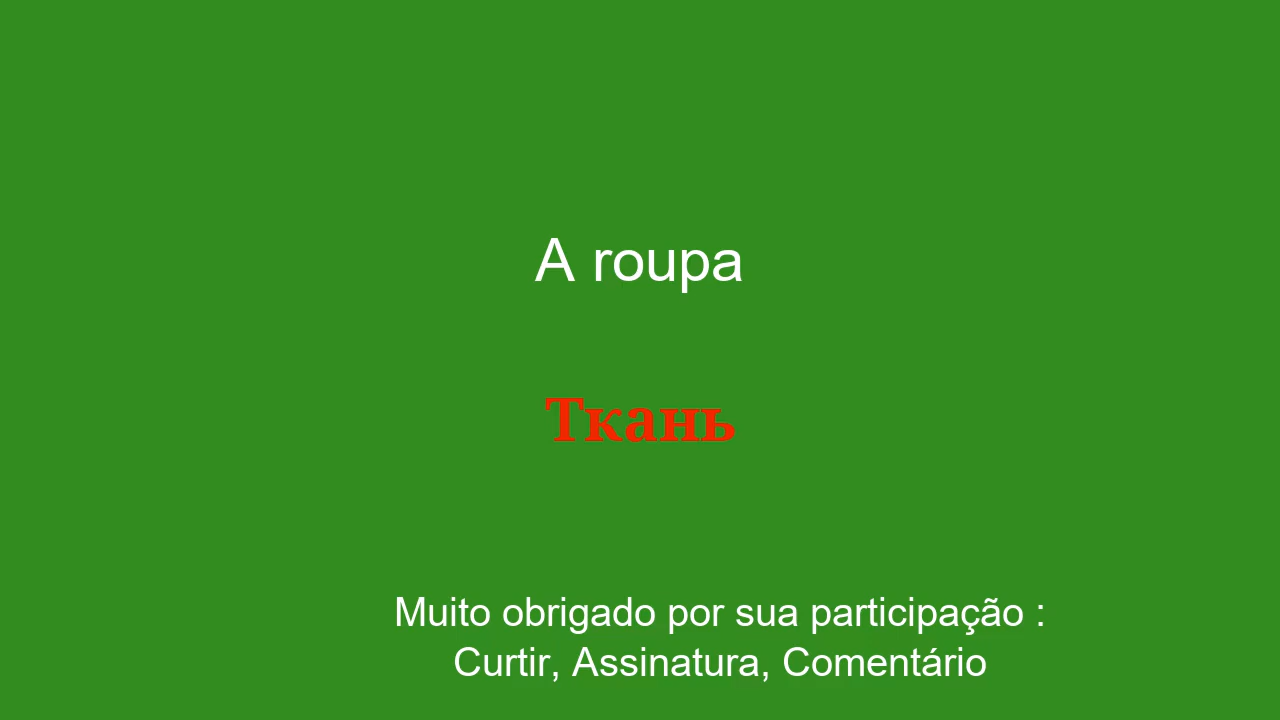 A roupa
Ткань
Muito obrigado por sua participação :
Curtir, Assinatura, Comentário